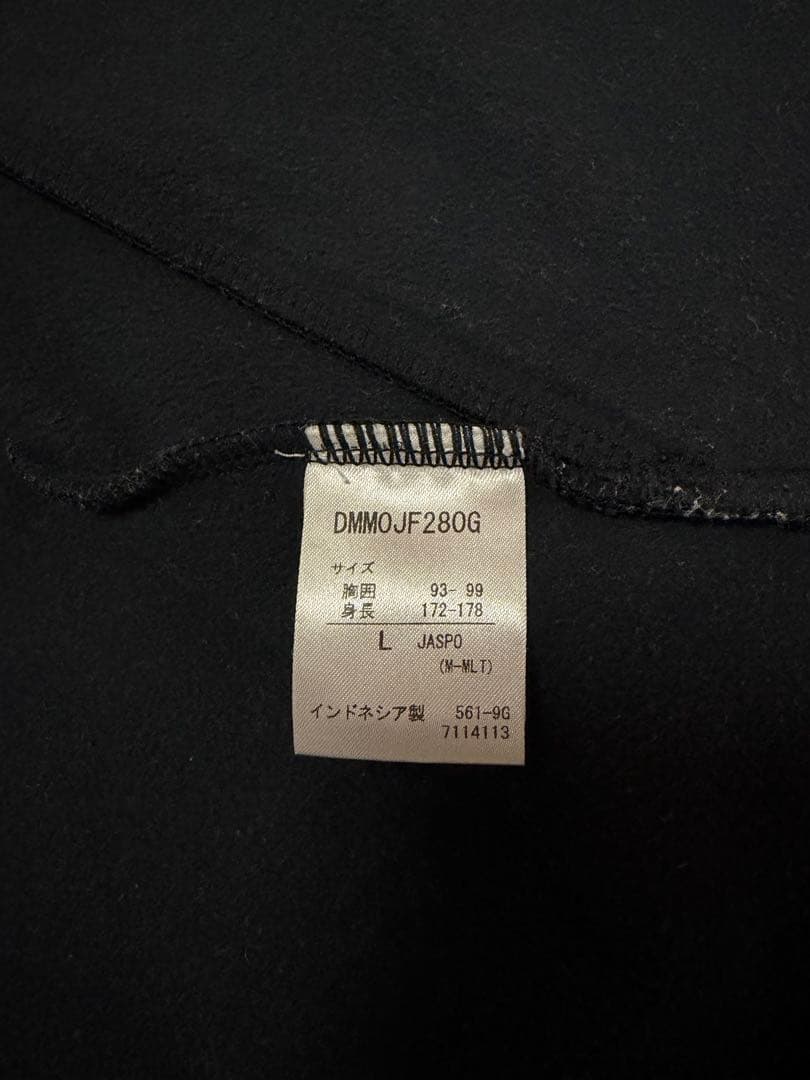 DMMOJF280G
サイズ
胸囲 93- 99
身長 172-178
L JASPO
(M-MLT)
インドネシア製 561-9G
7114113